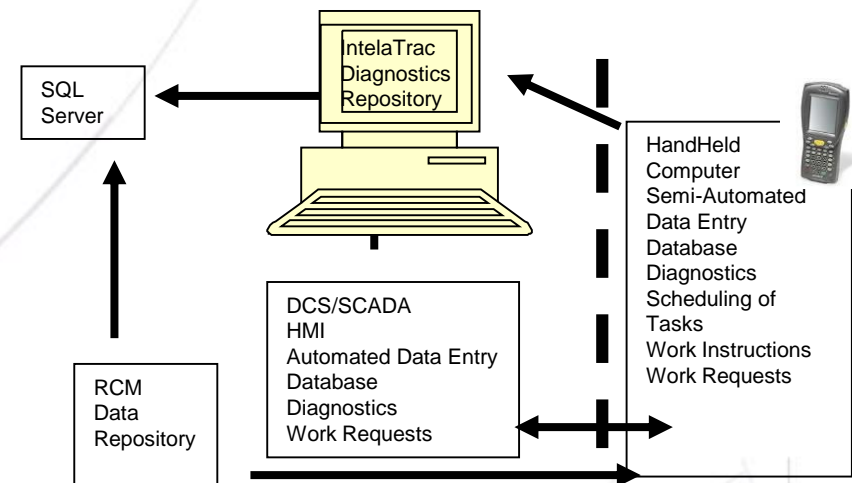 IntelaTrac
Diagnostics
Repository
SQL
Server
HandHeld
Computer
Semi-Automated
Data Entry
Database
Diagnostics
Scheduling of
Tasks
Work Instructions
Work Requests
DCS/SCADA
HMI
Automated Data Entry
Database
Diagnostics
Work Requests
RCM
Data
Repository